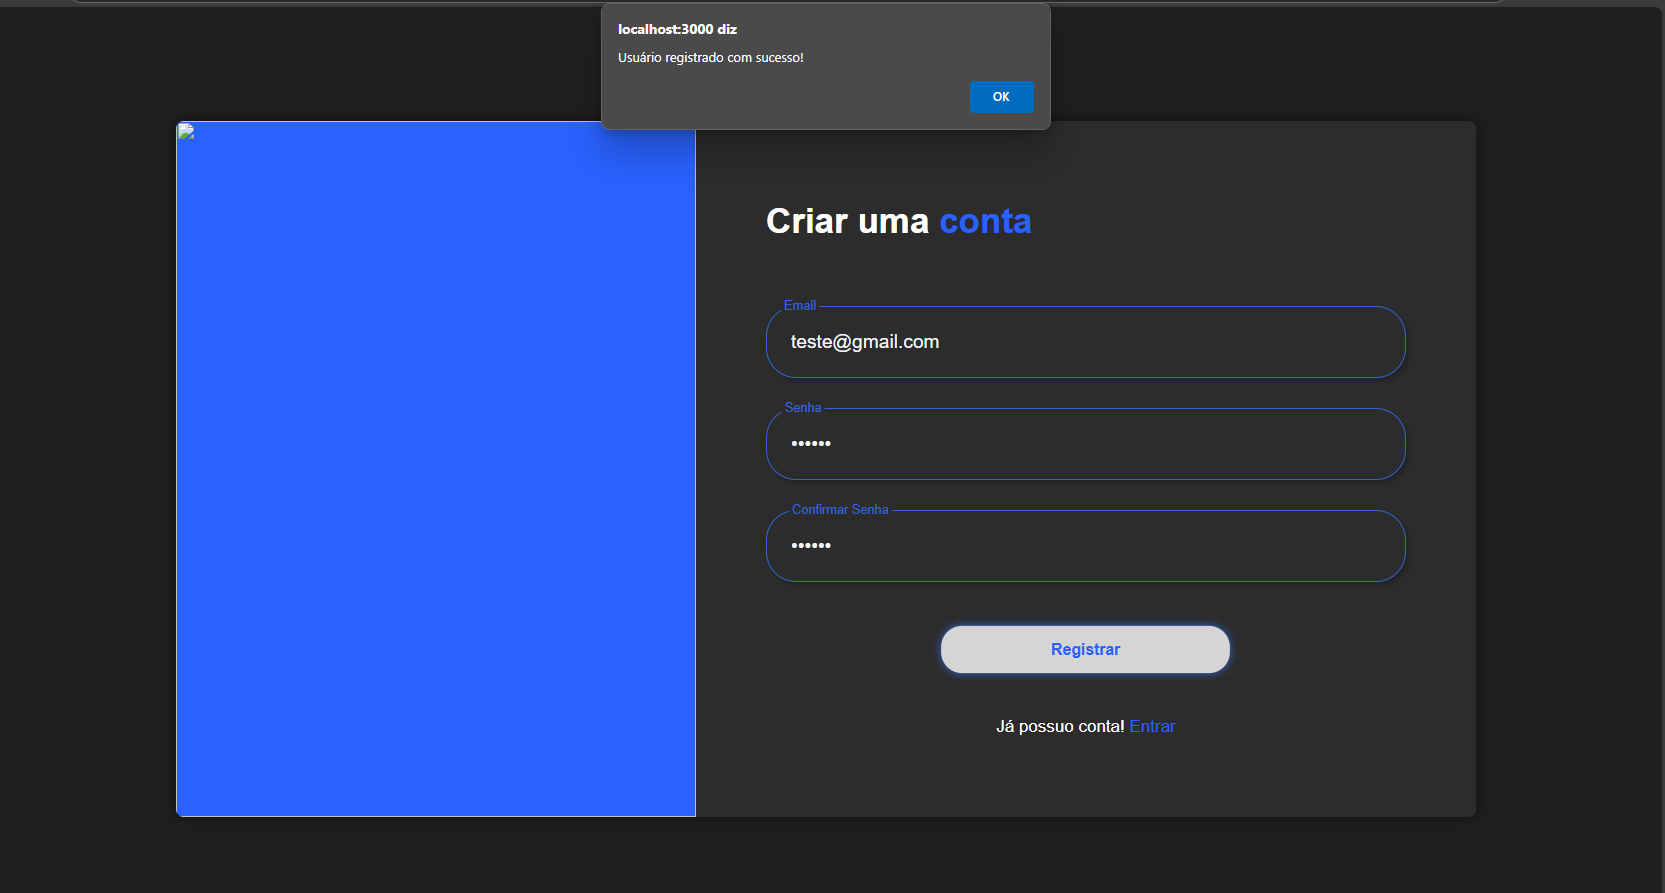 localhost:3000 diz
Usuário registrado com sucesso!
OK
Criar uma conta
Email
teste@gmail.com
Senha
••••••
Confirmar Senha
••••••
Registrar
Já possuo conta! Entrar